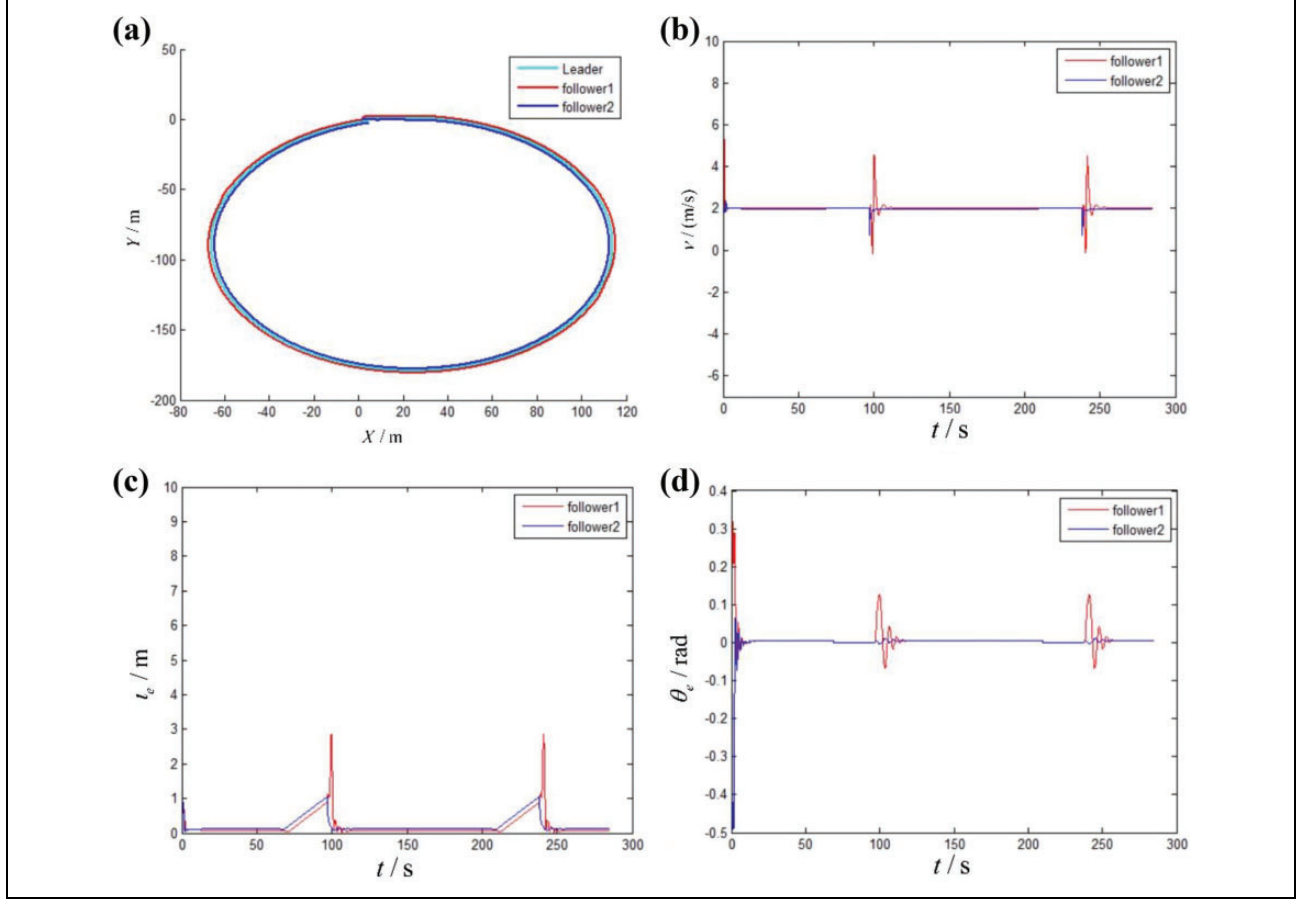 (a)
50
0
-50
-100
-150
-200
-80 -60 -40 -20 0 20 40 60 80 100 120
Y / m
X / m
Leader
follower1
follower2
(b)
10
8
6
4
2
0
-2
-4
-6
0 50 100 150 200 250 300
v / (m/s)
t / s
follower1
follower2
(c)
10
9
8
7
6
5
4
3
2
1
0
0 50 100 150 200 250 300
/ m
t / s
follower1
follower2
(d)
0.4
0.3
0.2
0.1
0
-0.1
-0.2
-0.3
-0.4
-0.5
0 50 100 150 200 250 300
θe / rad
t / s
follower1
follower2